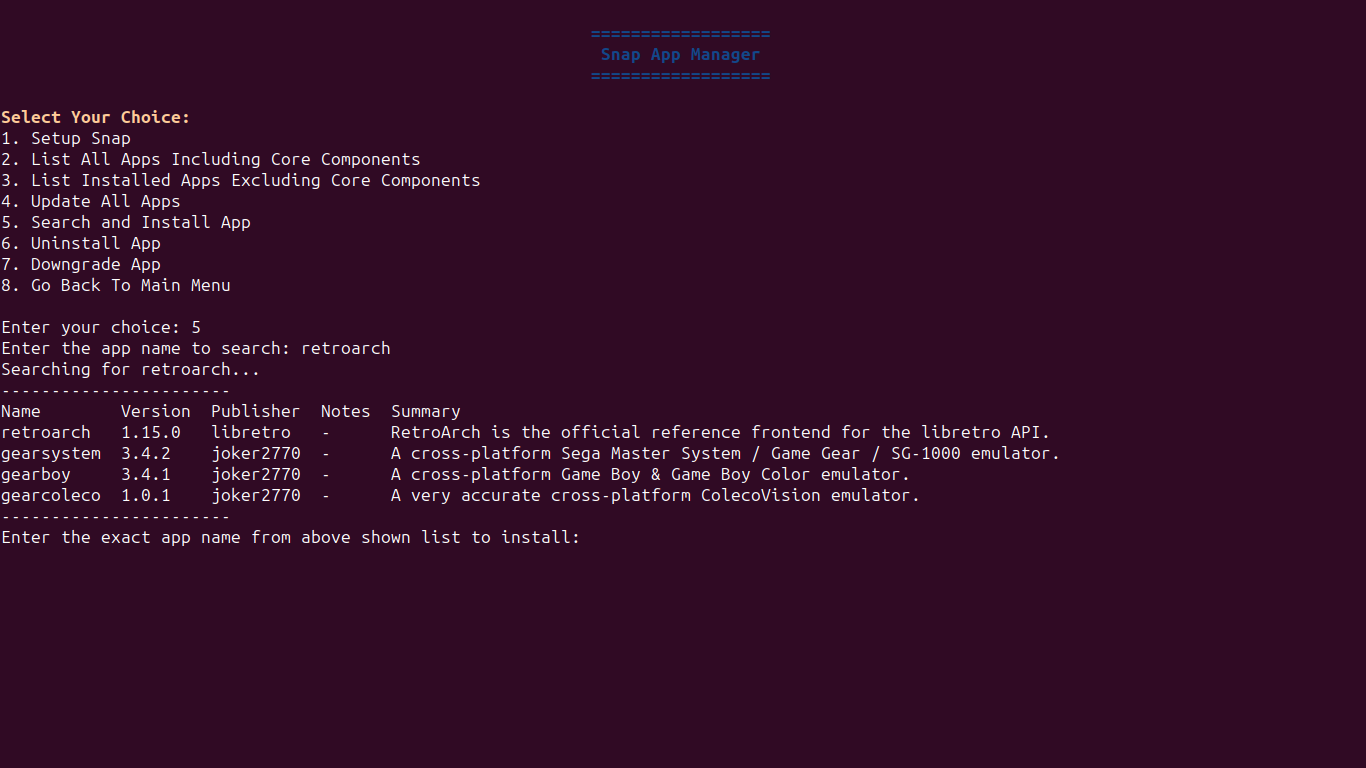 ==================
Snap App Manager
==================
Select Your Choice:
1. Setup Snap
2. List All Apps Including Core Components
3. List Installed Apps Excluding Core Components
4. Update All Apps
5. Search and Install App
6. Uninstall App
7. Downgrade App
8. Go Back To Main Menu
Enter your choice: 5
Enter the app name to search: retroarch
Searching for retroarch...
-----------------------
Name        Version  Publisher  Notes  Summary
retroarch   1.15.0   libretro   -      RetroArch is the official reference frontend for the libretro API.
gearsystem  3.4.2    joker2770  -      A cross-platform Sega Master System / Game Gear / SG-1000 emulator.
gearboy     3.4.1    joker2770  -      A cross-platform Game Boy & Game Boy Color emulator.
gearcoleco  1.0.1    joker2770  -      A very accurate cross-platform ColecoVision emulator.
-----------------------
Enter the exact app name from above shown list to install: